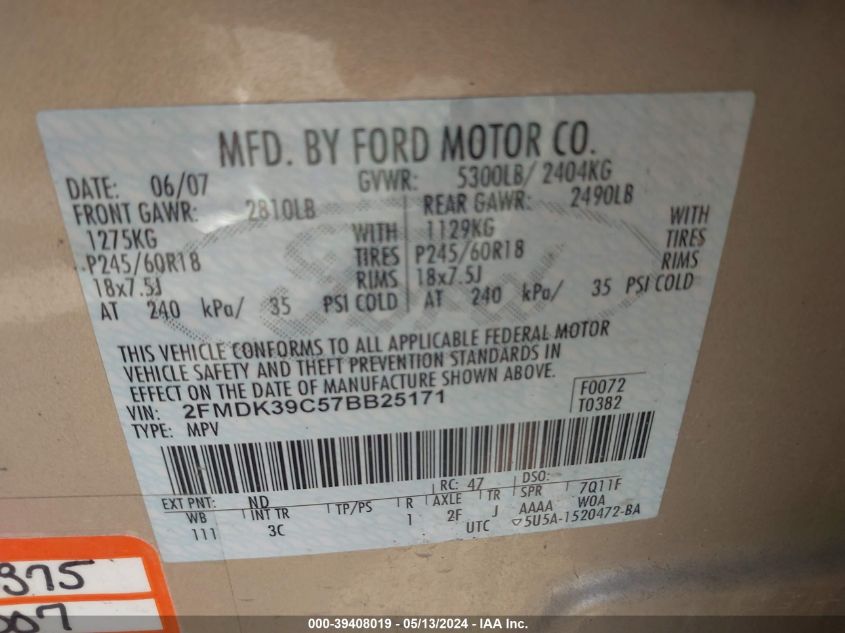 MFD. BY FORD MOTOR CO.
DATE: 06/07 GVWR: 5300LB/ 2404KG
FRONT GAWR: 2810LB REAR GAWR: 2490LB
1275KG WITH 1129KG WITH
P245/60R18 TIRES P245/60R18 TIRES
18x7.5J RIMS 18x7.5J RIMS
AT 240 kPa/ 35 PSI COLD AT 240 kPa/ 35 PSI COLD
THIS VEHICLE CONFORMS TO ALL APPLICABLE FEDERAL MOTOR
VEHICLE SAFETY AND THEFT PREVENTION STANDARDS IN
EFFECT ON THE DATE OF MANUFACTURE SHOWN ABOVE.
VIN: 2FMDK39C57BB25171 F0072
TYPE: MPV T0382
EXT PNT: ND RC: 47 DSO:
WB INT TR TP/PS R AXLE TR SPR 7Q11F
111 3C 1 2F J AAAA W0A
UTC ▽5U5A-1520472-BA
375
007
000-39408019 - 05/13/2024 - IAA Inc.